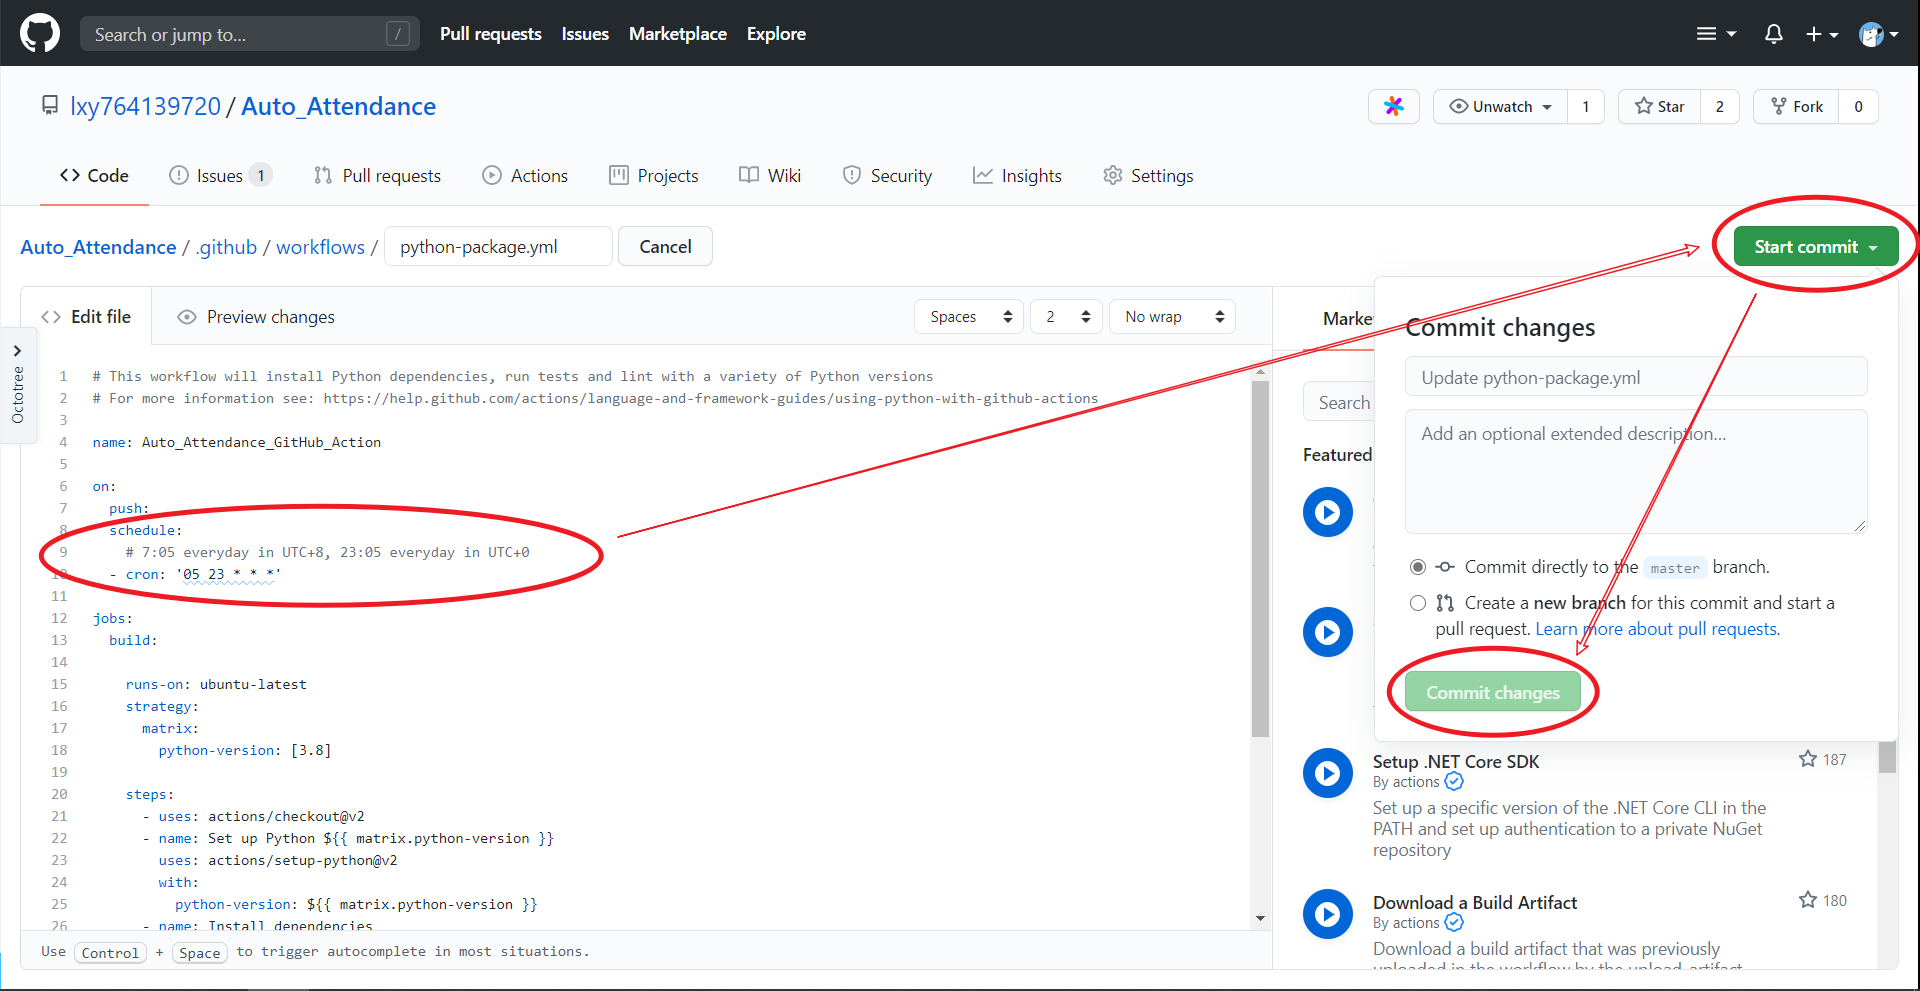 Search or jump to... /
Pull requests Issues Marketplace Explore
lxy764139720 / Auto_Attendance
Unwatch 1 Star 2 Fork 0
Code Issues 1 Pull requests Actions Projects Wiki Security Insights Settings
Auto_Attendance / .github / workflows / python-package.yml Cancel
Start commit
Edit file Preview changes
Spaces 2 No wrap
Octotree
1 # This workflow will install Python dependencies, run tests and lint with a variety of Python versions
2 # For more information see: https://help.github.com/actions/language-and-framework-guides/using-python-with-github-actions
3
4 name: Auto_Attendance_GitHub_Action
5
6 on:
7 push:
8 schedule:
9 # 7:05 everyday in UTC+8, 23:05 everyday in UTC+0
10 - cron: '05 23 * * *'
11
12 jobs:
13 build:
14
15 runs-on: ubuntu-latest
16 strategy:
17 matrix:
18 python-version: [3.8]
19
20 steps:
21 - uses: actions/checkout@v2
22 - name: Set up Python ${{ matrix.python-version }}
23 uses: actions/setup-python@v2
24 with:
25 python-version: ${{ matrix.python-version }}
26 - name: Install dependencies
Use Control + Space to trigger autocomplete in most situations.
Search
Featured
Commit changes
Update python-package.yml
Add an optional extended description...
Commit directly to the master branch.
Create a new branch for this commit and start a
pull request. Learn more about pull requests.
Commit changes
Setup .NET Core SDK 187
By actions
Set up a specific version of the .NET Core CLI in the
PATH and set up authentication to a private NuGet
repository
Download a Build Artifact 180
By actions
Download a build artifact that was previously
uploaded in the workflow by the upload-artifact